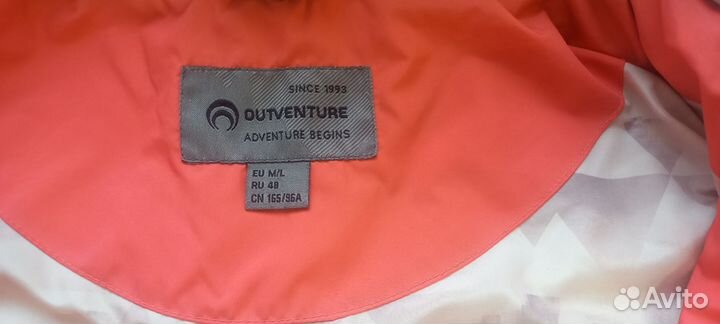 SINCE 1993
OUTVENTURE
ADVENTURE BEGINS
EU M/L
RU 48
CN 165/96A
Avito